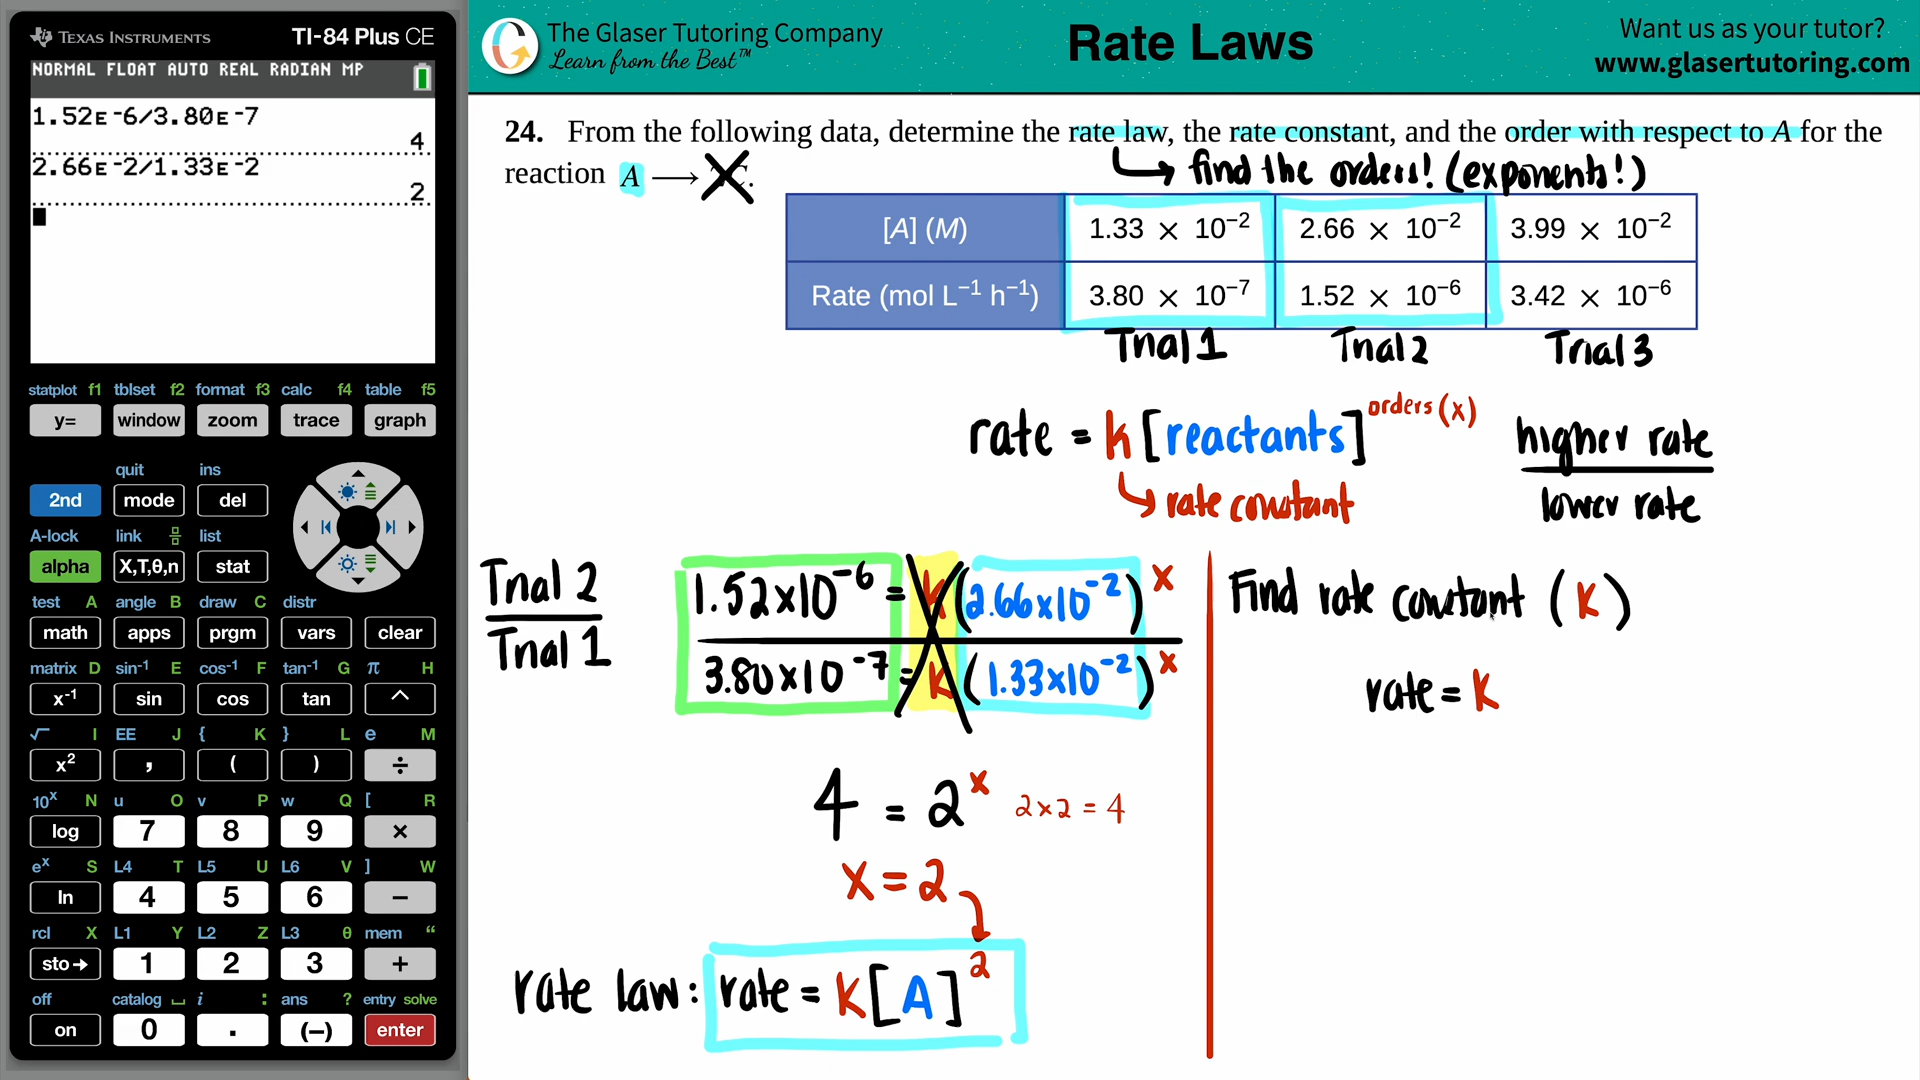 TEXAS INSTRUMENTS TI-84 Plus CE
NORMAL FLOAT AUTO REAL RADIAN MP
1.52E-6/3.80E-7
4
2.66E-2/1.33E-2
2
statplot f1 tblset f2 format f3 calc f4 table f5
y= window zoom trace graph
quit ins
2nd mode del
A-lock link list
alpha X,T,θ,n stat
test A angle B draw C distr
math apps prgm vars clear
matrix D sin⁻¹ E cos⁻¹ F tan⁻¹ G π H
x⁻¹ sin cos tan ^
√ I EE J { K } L e M
x² , ( ) ÷
10ˣ N u O v P w Q [ R
log 7 8 9 ×
eˣ S L4 T L5 U L6 V ] W
ln 4 5 6 −
rcl X L1 Y L2 Z L3 θ mem “
sto→ 1 2 3 +
off catalog ⎵ i : ans ? entry solve
on 0 . (−) enter
The Glaser Tutoring Company
Learn from the Best™
Rate Laws
Want us as your tutor?
www.glasertutoring.com
24. From the following data, determine the rate law, the rate constant, and the order with respect to A for the
reaction A ⟶ C.
↳ find the orders! (exponents!)
[A] (M) 1.33 × 10⁻² 2.66 × 10⁻² 3.99 × 10⁻²
Rate (mol L⁻¹ h⁻¹) 3.80 × 10⁻⁷ 1.52 × 10⁻⁶ 3.42 × 10⁻⁶
Trial 1 Trial 2 Trial 3
rate = k [reactants] orders (x)
↳ rate constant
higher rate
lower rate
Trial 2
Trial 1
1.52x10⁻⁶ = k (2.66x10⁻²)ˣ
3.80x10⁻⁷ = k (1.33x10⁻²)ˣ
4 = 2ˣ 2 x 2 = 4
x = 2
rate law: rate = k[A]²
Find rate constant (k)
rate = k